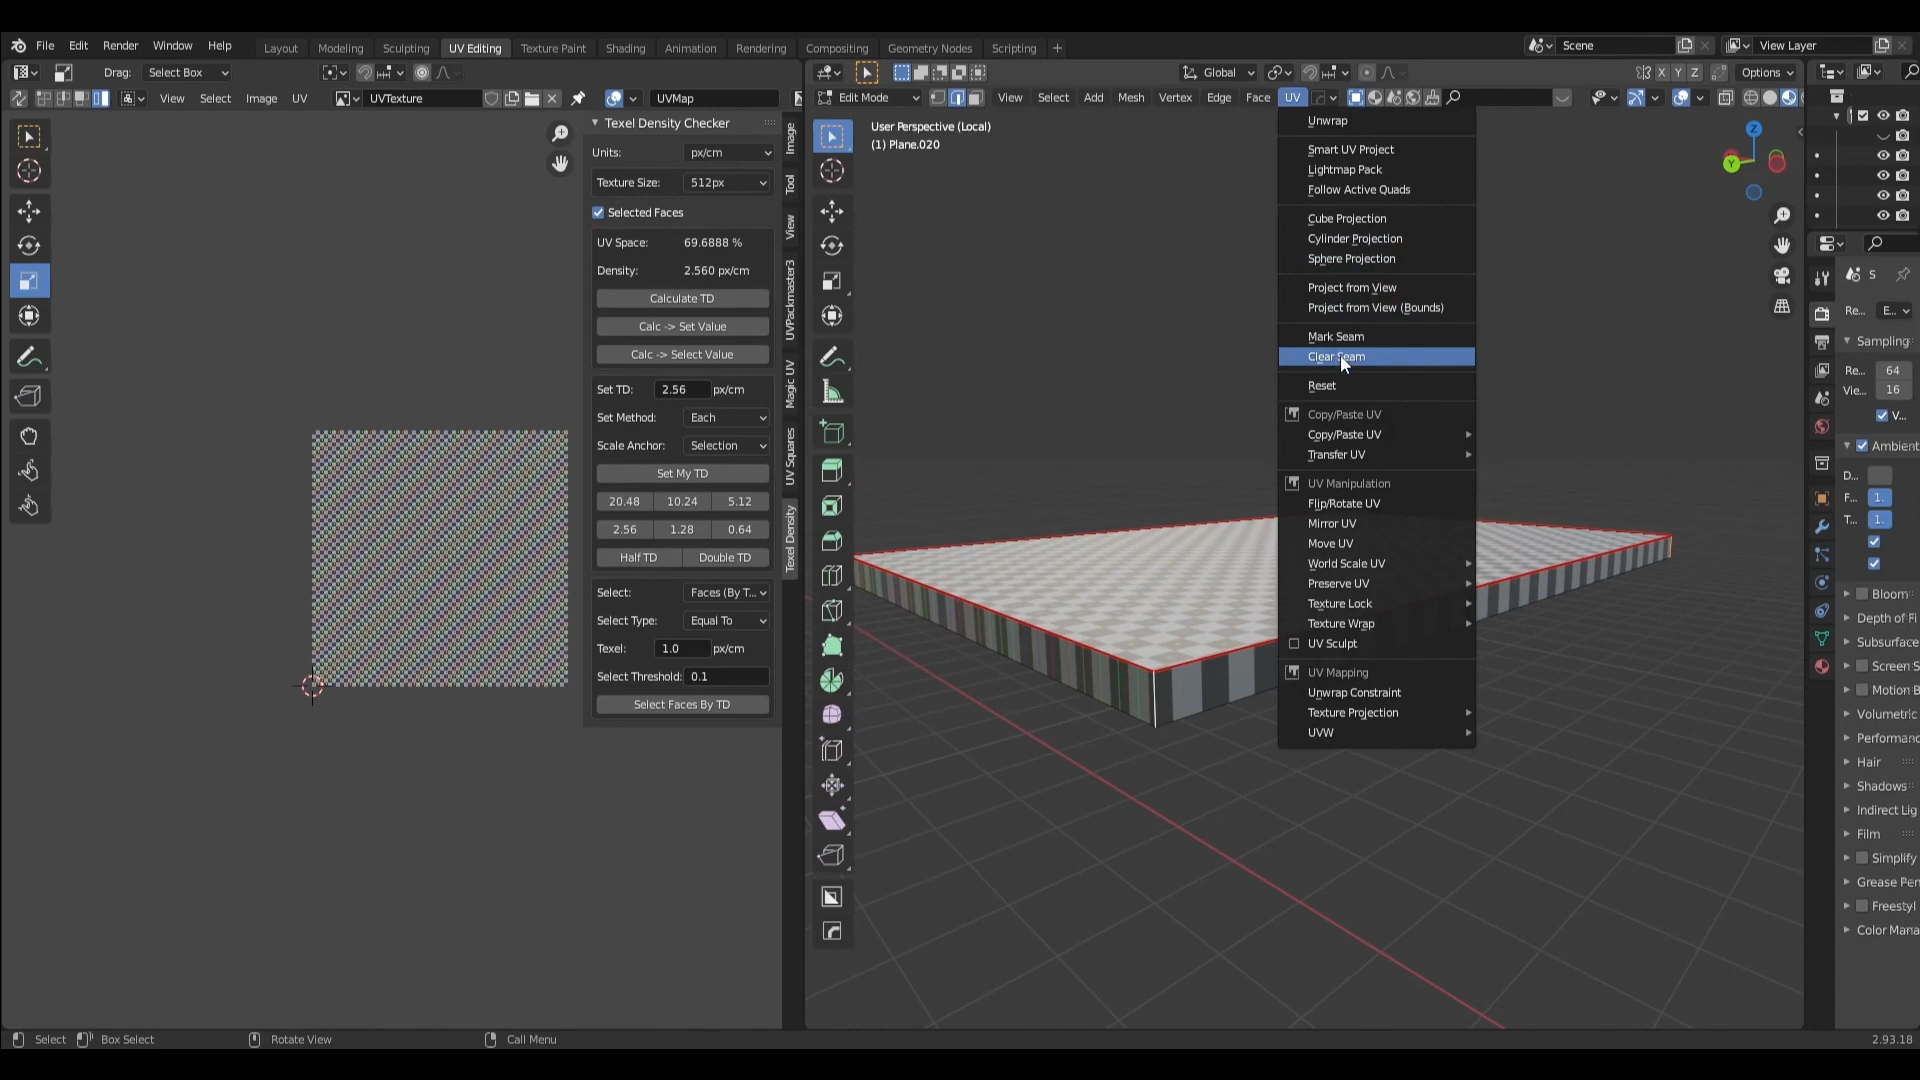 File Edit Render Window Help
Layout Modeling Sculpting UV Editing Texture Paint Shading Animation Rendering Compositing Geometry Nodes Scripting +
Scene
View Layer
Drag: Select Box
Global
X Y Z
Options
View Select Image UV
UVTexture
UVMap
Edit Mode
View Select Add Mesh Vertex Edge Face UV
Texel Density Checker
Units: px/cm
Texture Size: 512px
Selected Faces
UV Space: 69.6888 %
Density: 2.560 px/cm
Calculate TD
Calc -> Set Value
Calc -> Select Value
Set TD: 2.56 px/cm
Set Method: Each
Scale Anchor: Selection
Set My TD
20.48 10.24 5.12
2.56 1.28 0.64
Half TD Double TD
Select: Faces (By T...
Select Type: Equal To
Texel: 1.0 px/cm
Select Threshold: 0.1
Select Faces By TD
Image
Tool
View
UVPackmaster3
Magic UV
UV Squares
Texel Density
User Perspective (Local)
(1) Plane.020
Unwrap
Smart UV Project
Lightmap Pack
Follow Active Quads
Cube Projection
Cylinder Projection
Sphere Projection
Project from View
Project from View (Bounds)
Mark Seam
Clear Seam
Reset
Copy/Paste UV
Copy/Paste UV
Transfer UV
UV Manipulation
Flip/Rotate UV
Mirror UV
Move UV
World Scale UV
Preserve UV
Texture Lock
Texture Wrap
UV Sculpt
UV Mapping
Unwrap Constraint
Texture Projection
UVW
Z
Y
S
Re... E...
Sampling
Re... 64
Vie... 16
V...
Ambient
D...
F... 1.
T... 1.
Bloom
Depth of Fi
Subsurface
Screen S
Motion B
Volumetric
Performanc
Hair
Shadows
Indirect Lig
Film
Simplify
Grease Per
Freestyl
Color Mana
Select Box Select Rotate View Call Menu
2.93.18